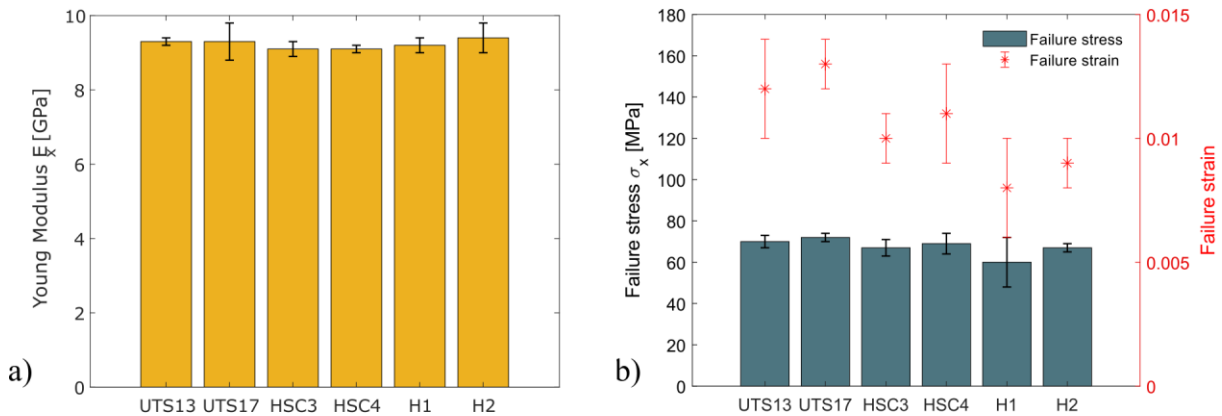 10
8
6
4
2
0
Young Modulus E_x [GPa]
UTS13 UTS17 HSC3 HSC4 H1 H2
a)
180
160
140
120
100
80
60
40
20
0
Failure stress σ_x [MPa]
Failure stress
Failure strain
0.015
0.01
0.005
0
Failure strain
UTS13 UTS17 HSC3 HSC4 H1 H2
b)